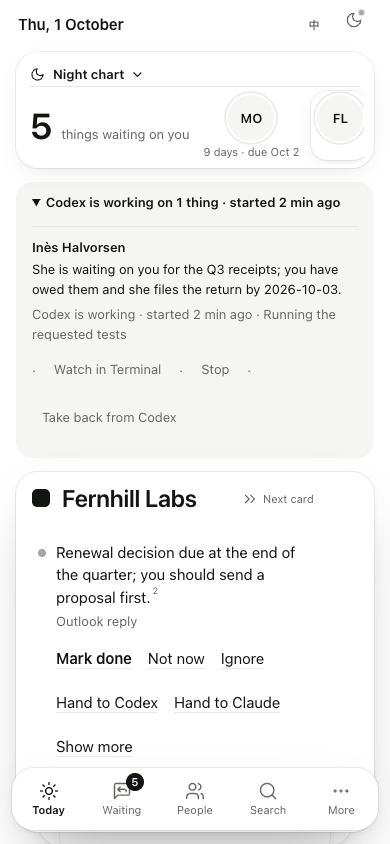 Thu, 1 October
中
Night chart
5 things waiting on you
MO
9 days · due Oct 2
FL
Codex is working on 1 thing · started 2 min ago
Inès Halvorsen
She is waiting on you for the Q3 receipts; you have
owed them and she files the return by 2026-10-03.
Codex is working · started 2 min ago · Running the
requested tests
· Watch in Terminal · Stop ·
Take back from Codex
Fernhill Labs
Next card
Renewal decision due at the end of
the quarter; you should send a
proposal first. 2
Outlook reply
Mark done Not now Ignore
Hand to Codex Hand to Claude
Show more
5
Today Waiting People Search More